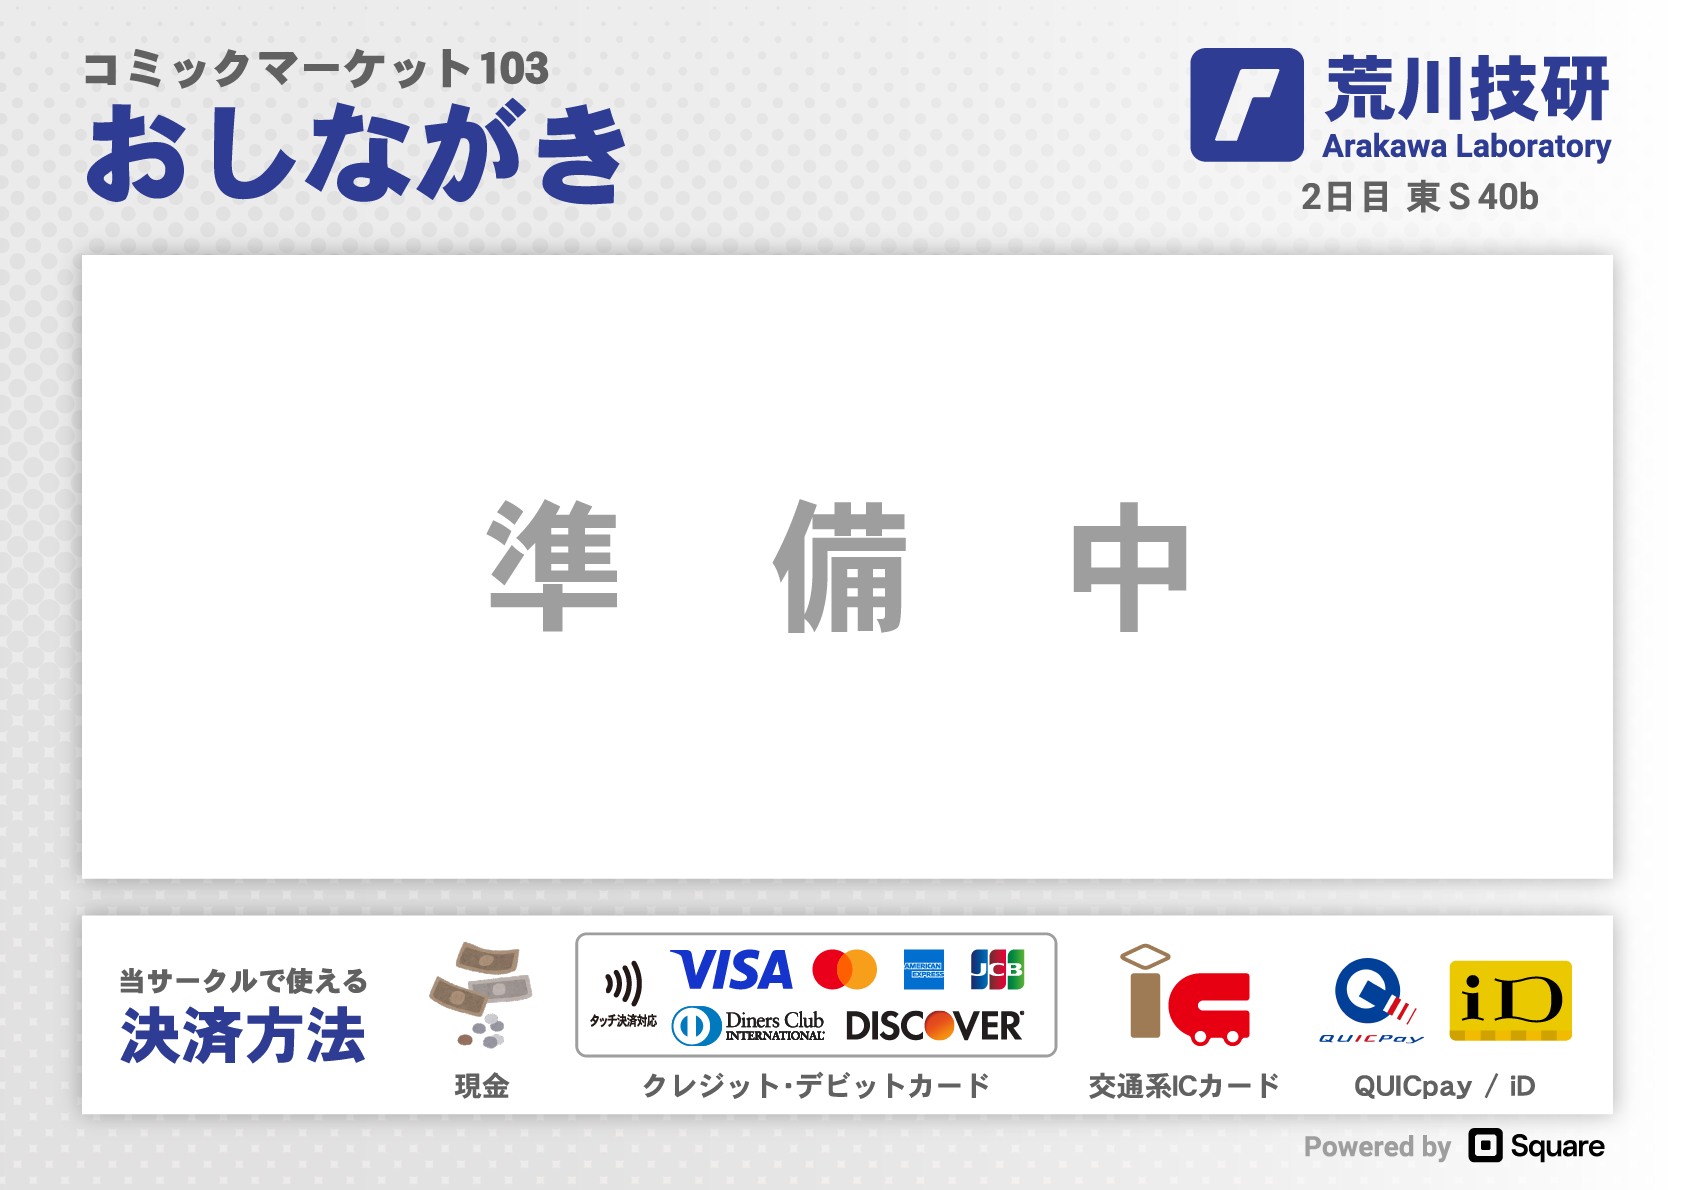 コミックマーケット103
おしながき
荒川技研
Arakawa Laboratory
2日目 東 S 40b
準 備 中
当サークルで使える
決済方法
現金
タッチ決済対応
VISA
AMERICAN EXPRESS
JCB
Diners Club
INTERNATIONAL
DISCOVER
クレジット・デビットカード
交通系ICカード
QUICPay
iD
QUICpay / iD
Powered by Square